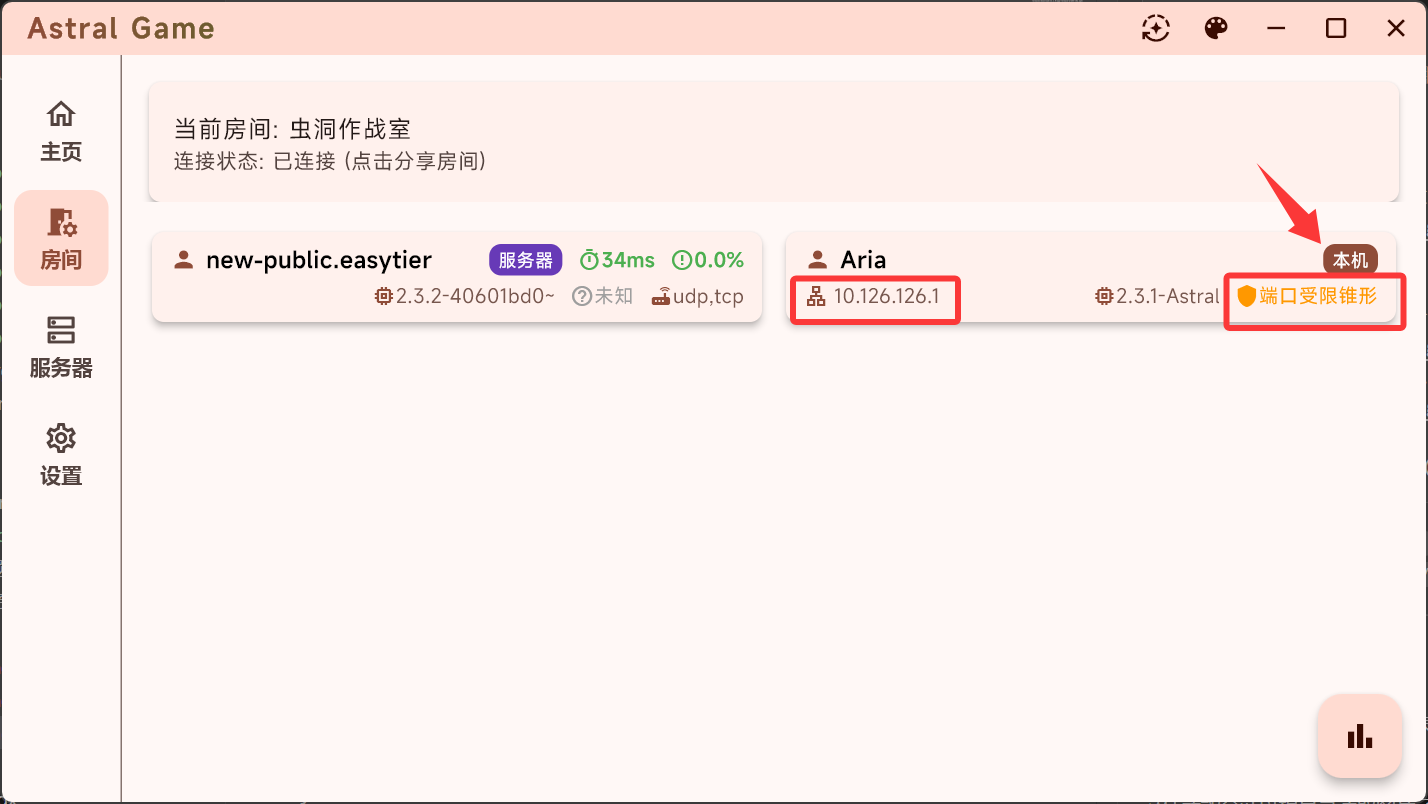 Astral Game
主页
房间
服务器
设置
当前房间: 虫洞作战室
连接状态: 已连接 (点击分享房间)
new-public.easytier 服务器 34ms 0.0%
2.3.2-40601bd0~ 未知 udp,tcp
Aria 本机
10.126.126.1 2.3.1-Astral 端口受限锥形